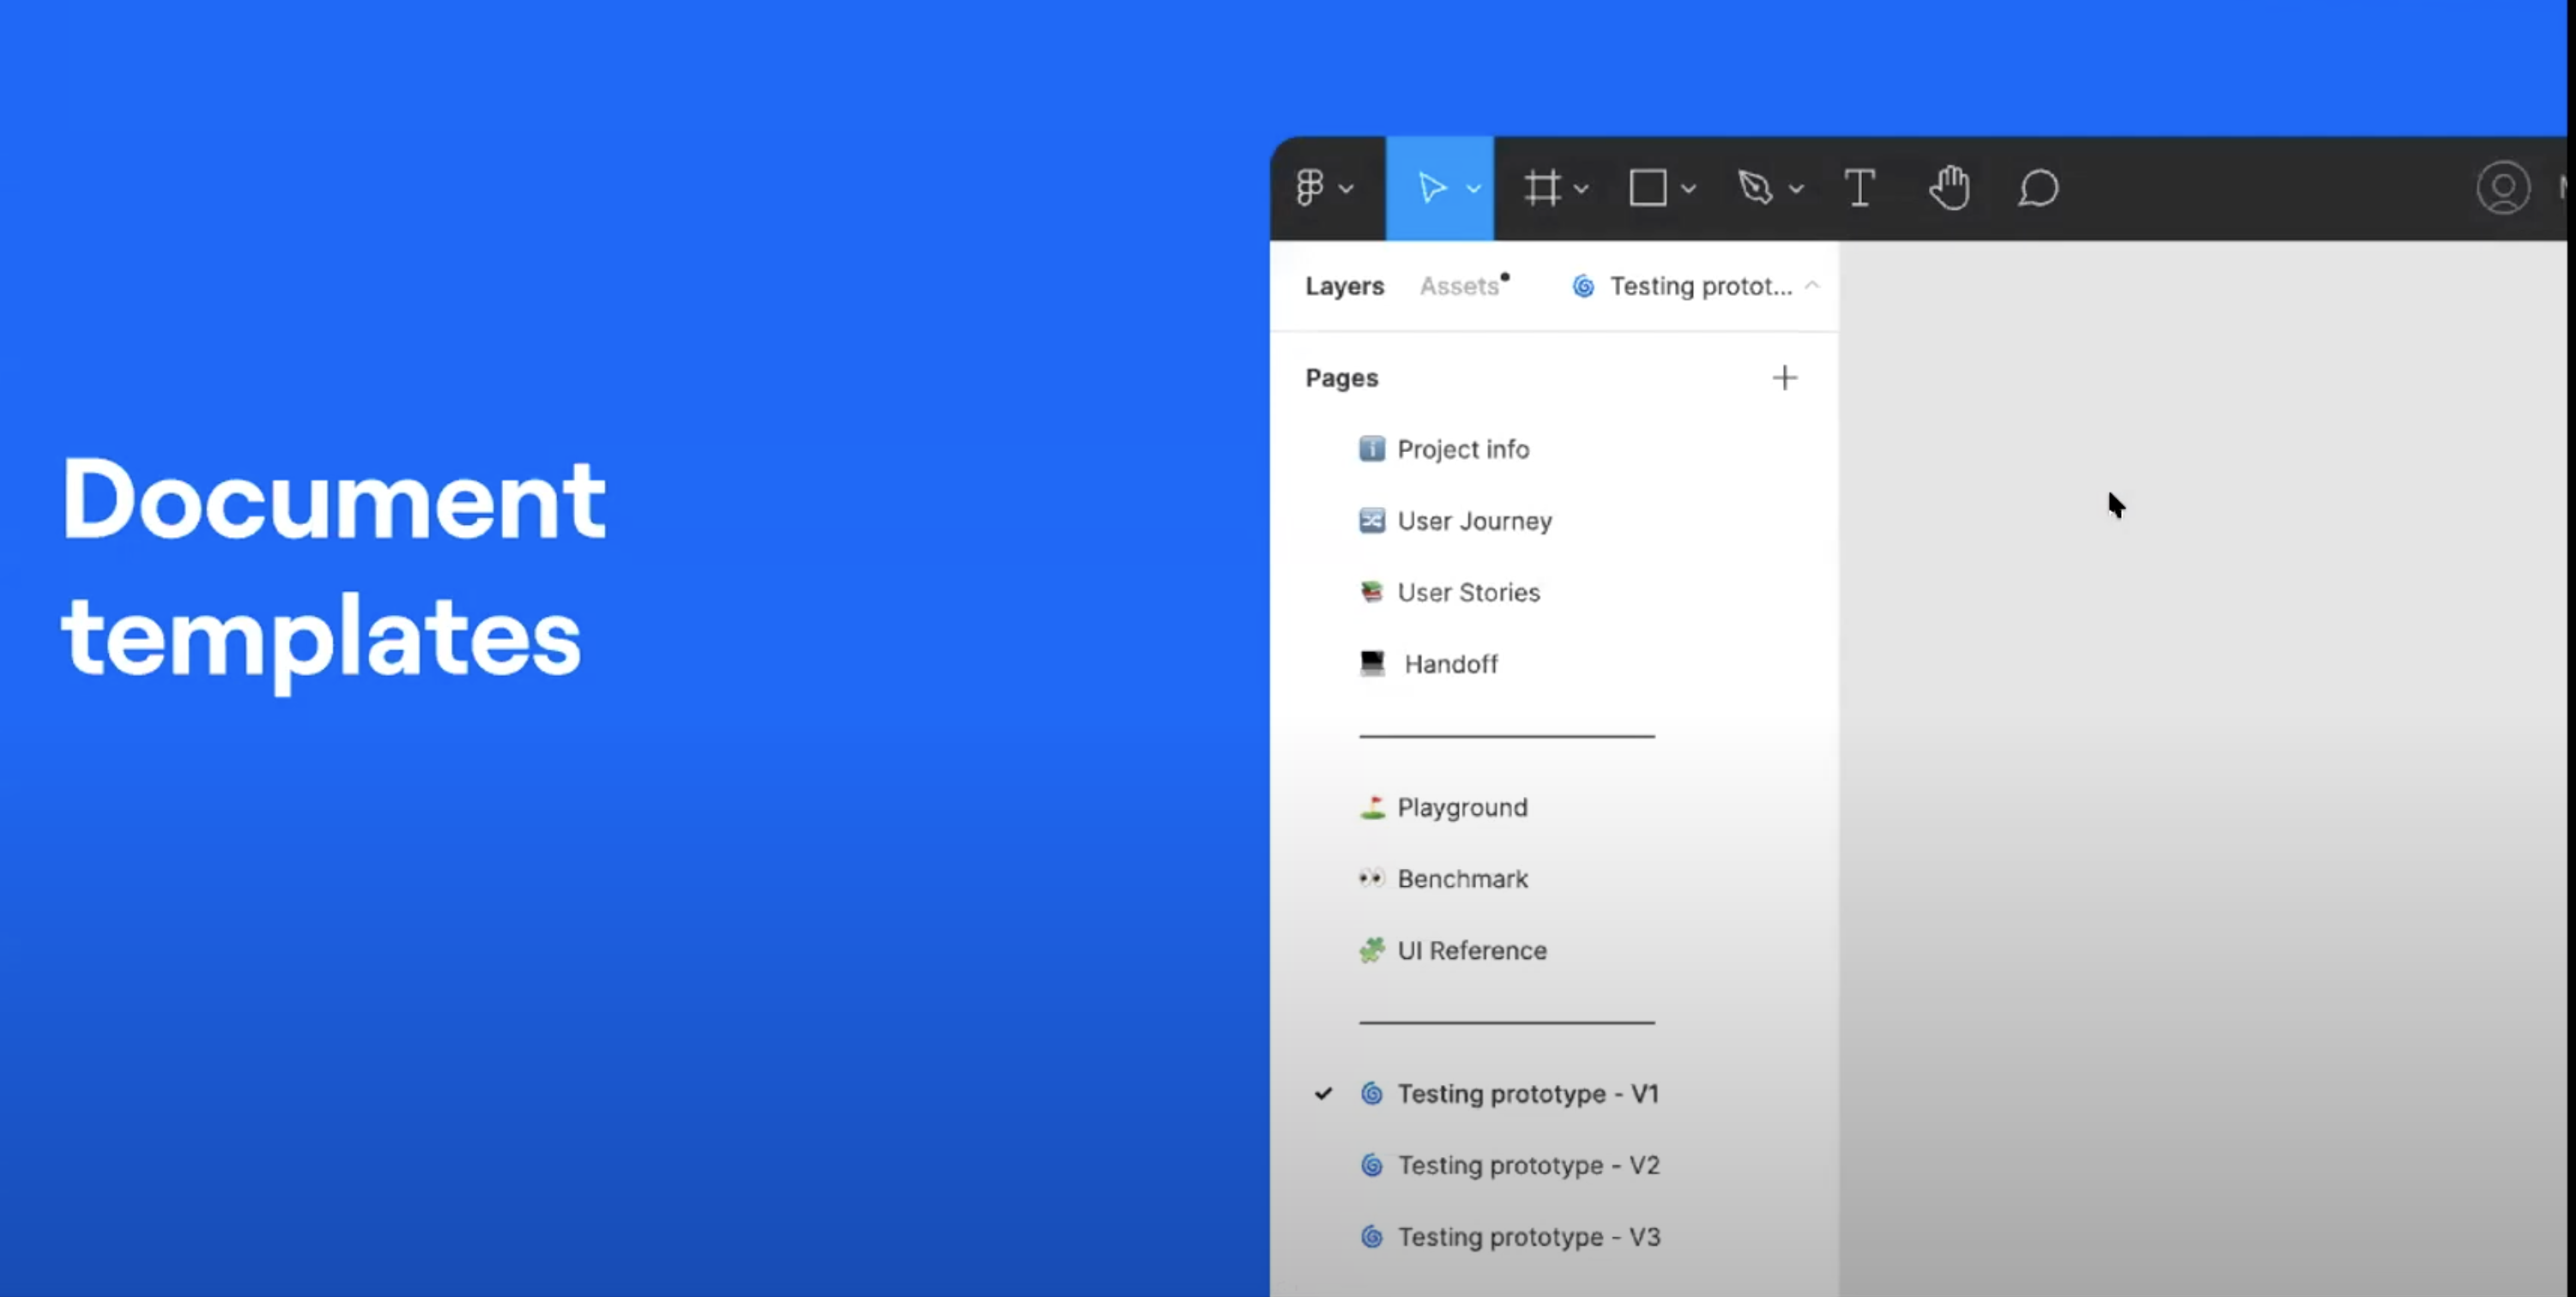 Document
templates
Layers Assets Testing protot...
Pages
Project info
User Journey
User Stories
Handoff
Playground
Benchmark
UI Reference
Testing prototype - V1
Testing prototype - V2
Testing prototype - V3